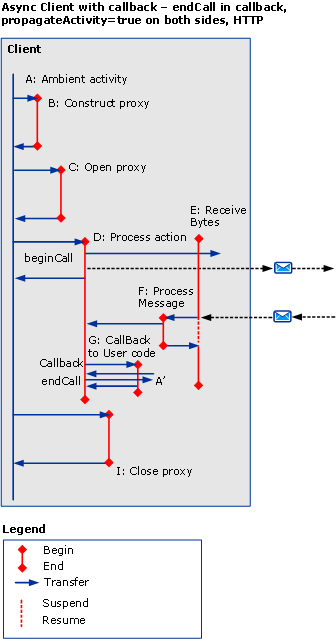 Async Client with callback – endCall in callback,
propagateActivity=true on both sides, HTTP
Client
A: Ambient activity
B: Construct proxy
C: Open proxy
E: Receive
Bytes
D: Process action
beginCall
F: Process
Message
G: CallBack
to User code
Callback
endCall
A’
I: Close proxy
Legend
Begin
End
Transfer
Suspend
Resume